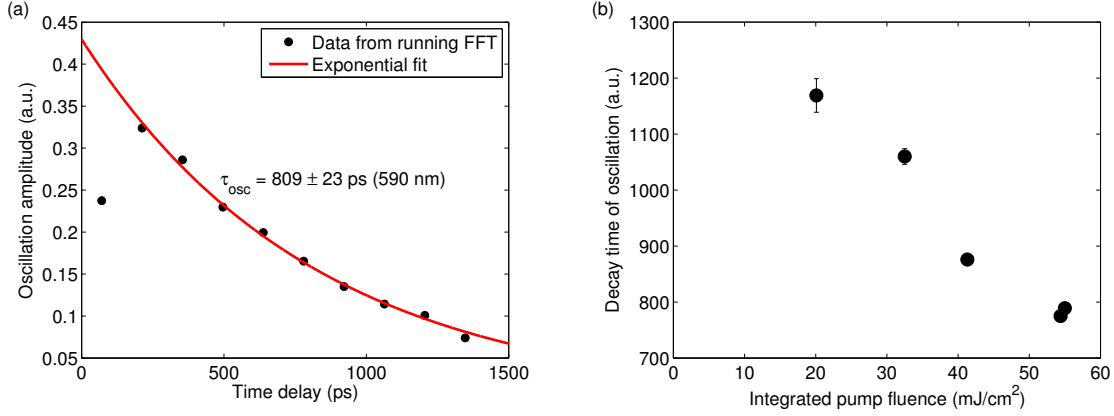 (a)
0.45
0.4
0.35
0.3
0.25
0.2
0.15
0.1
0.05
Oscillation amplitude (a.u.)
Data from running FFT
Exponential fit
τosc = 809 ± 23 ps (590 nm)
0 500 1000 1500
Time delay (ps)
(b)
1300
1200
1100
1000
900
800
700
Decay time of oscillation (a.u.)
0 10 20 30 40 50 60
Integrated pump fluence (mJ/cm²)